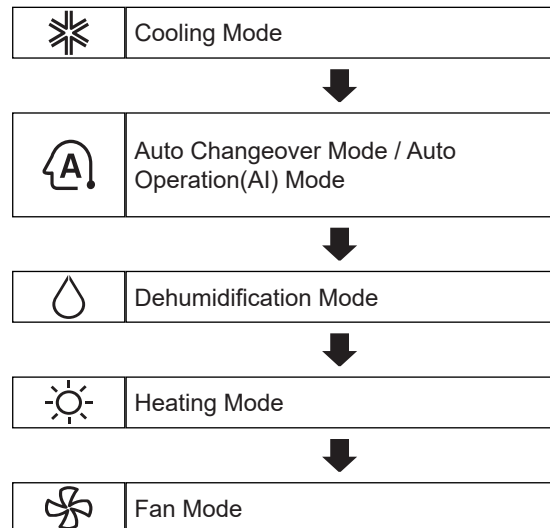 Cooling Mode
A
Auto Changeover Mode / Auto
Operation(AI) Mode
Dehumidification Mode
Heating Mode
Fan Mode